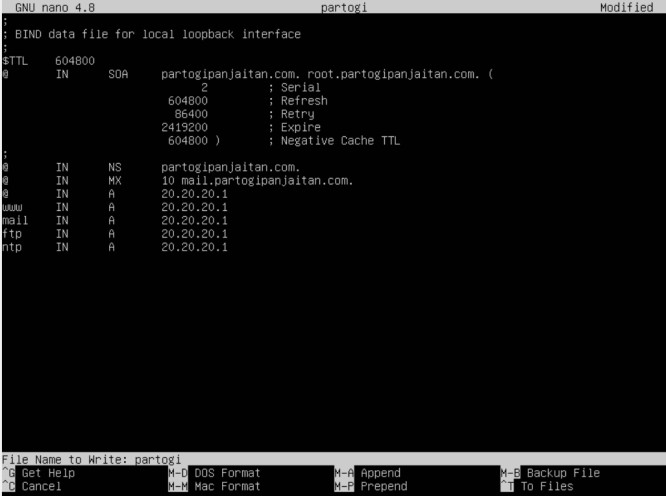 GNU nano 4.8 partogi Modified
;
; BIND data file for local loopback interface
;
$TTL 604800
@ IN SOA partogipanjaitan.com. root.partogipanjaitan.com. (
2 ; Serial
604800 ; Refresh
86400 ; Retry
2419200 ; Expire
604800 ) ; Negative Cache TTL
;
@ IN NS partogipanjaitan.com.
@ IN MX 10 mail.partogipanjaitan.com.
@ IN A 20.20.20.1
www IN A 20.20.20.1
mail IN A 20.20.20.1
ftp IN A 20.20.20.1
ntp IN A 20.20.20.1
File Name to Write: partogi
^G Get Help M-D DOS Format M-A Append M-B Backup File
^C Cancel M-M Mac Format M-P Prepend ^T To Files